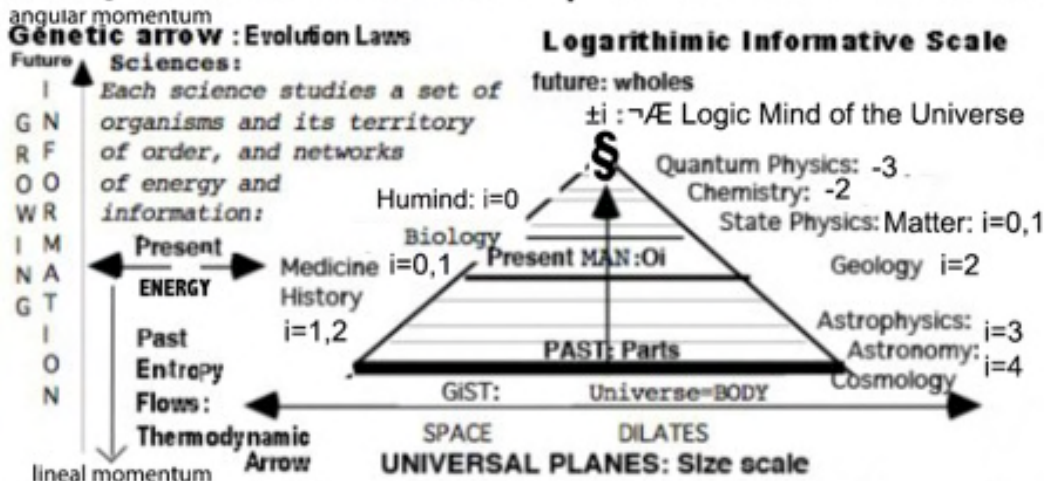 angular momentum
Genetic arrow : Evolution Laws
Future
Sciences:
Each science studies a set of
organisms and its territory
of order, and networks
of energy and
information:
GROWING
INFORMATION
Present
ENERGY
Past
Entropy
Flows:
Thermodynamic
Arrow
lineal momentum
Logarithimic Informative Scale
future: wholes
±i :¬Æ Logic Mind of the Universe
§
Quantum Physics: -3
Chemistry: -2
State Physics: Matter: i=0,1
Humind: i=0
Biology
Present MAN:Oi
Medicine i=0,1
History
i=1,2
Geology i=2
Astrophysics: i=3
Astronomy: i=4
Cosmology
PAST: Parts
GiST: Universe=BODY
SPACE DILATES
UNIVERSAL PLANES: Size scale